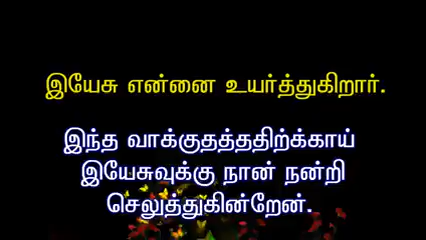 இயேசு என்னை உயர்த்துகிறார்.
இந்த வாக்குதத்ததிற்க்காய்
இயேசுவுக்கு நான் நன்றி
செலுத்துகின்றேன்.